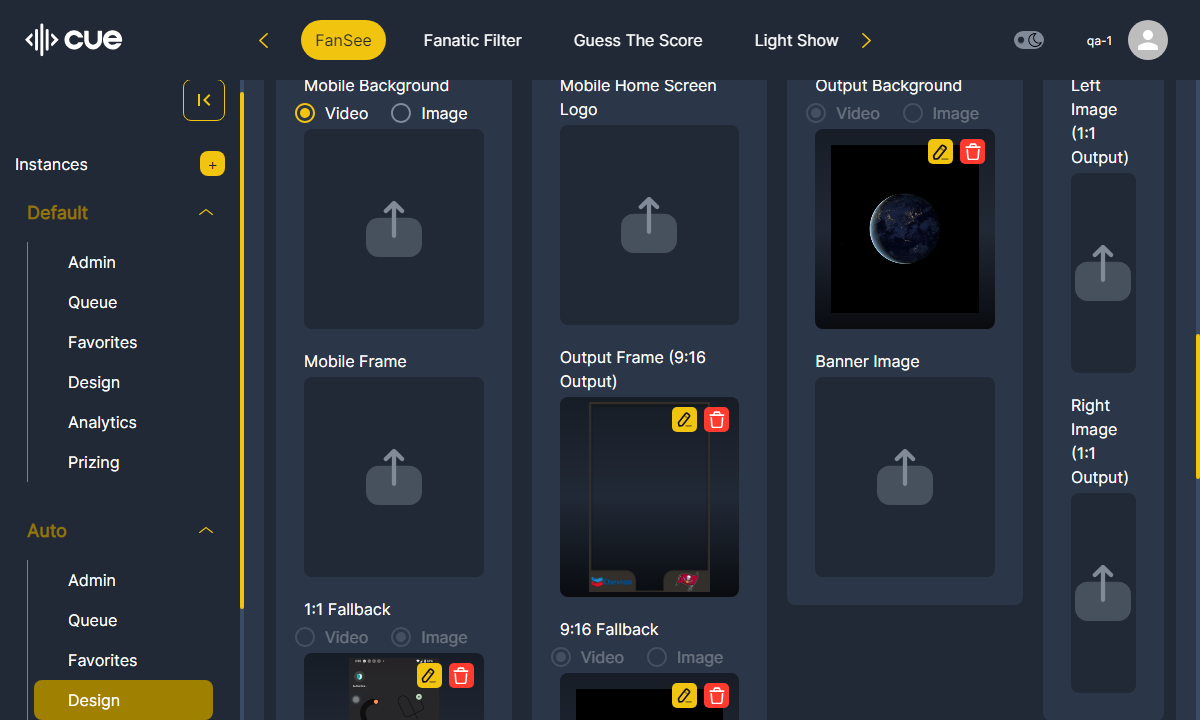 CUE
FanSee
Fanatic Filter
Guess The Score
Light Show
qa-1
Instances
+
Default
Admin
Queue
Favorites
Design
Analytics
Prizing
Auto
Admin
Queue
Favorites
Design
Mobile Background
Video
Image
Mobile Frame
1:1 Fallback
Video
Image
Mobile Home Screen
Logo
Output Frame (9:16
Output)
9:16 Fallback
Video
Image
Output Background
Video
Image
Banner Image
Left
Image
(1:1
Output)
Right
Image
(1:1
Output)